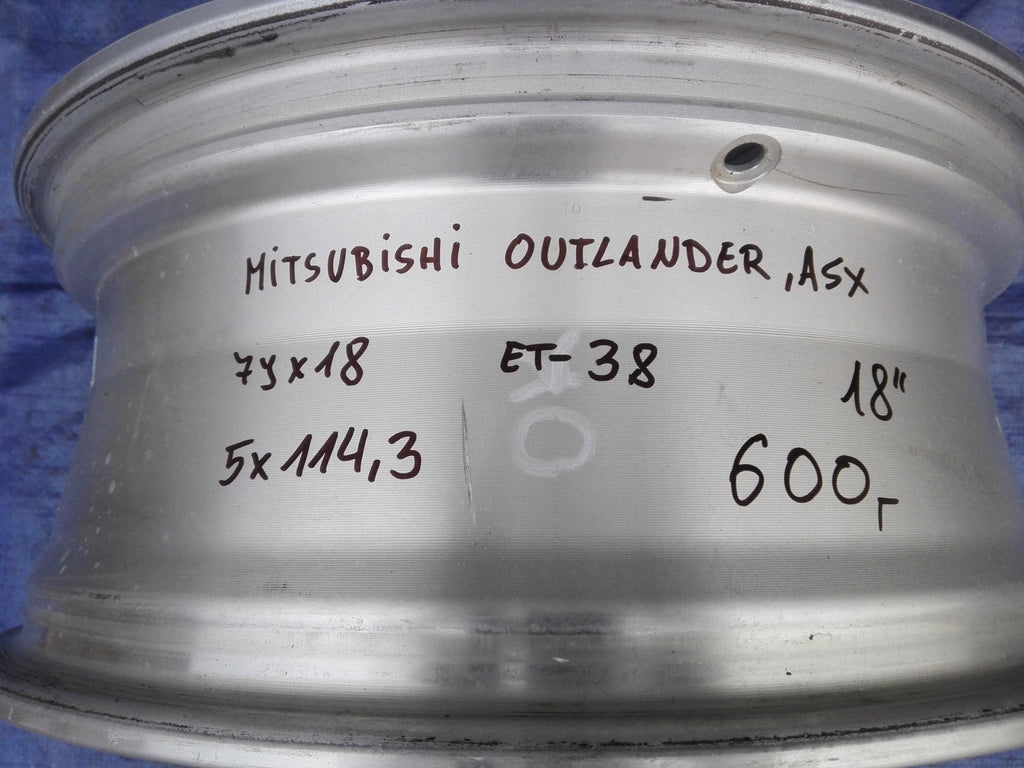 MiTSUBiSHi OUTLANDER, ASX
7J x 18 ET- 38 18"
5x114,3 600г